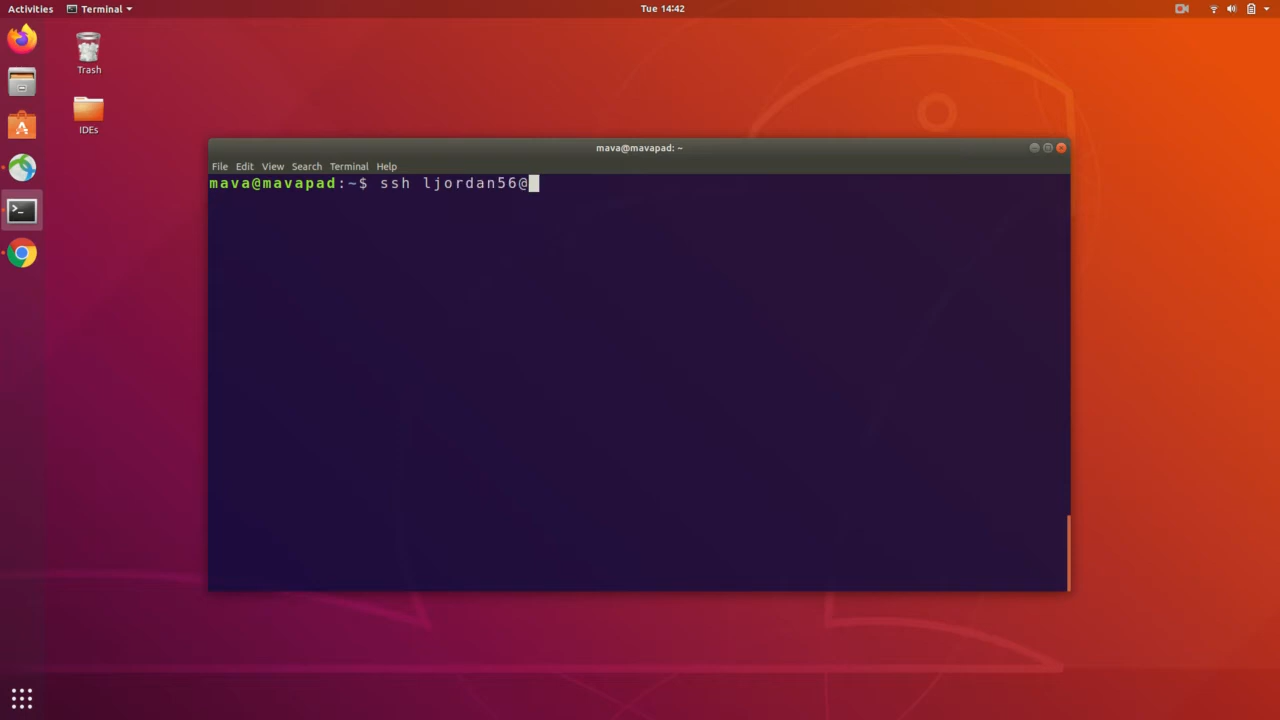 Activities
Terminal
Tue 14:42
Trash
IDEs
mava@mavapad: ~
File Edit View Search Terminal Help
mava@mavapad:~$ ssh ljordan56@